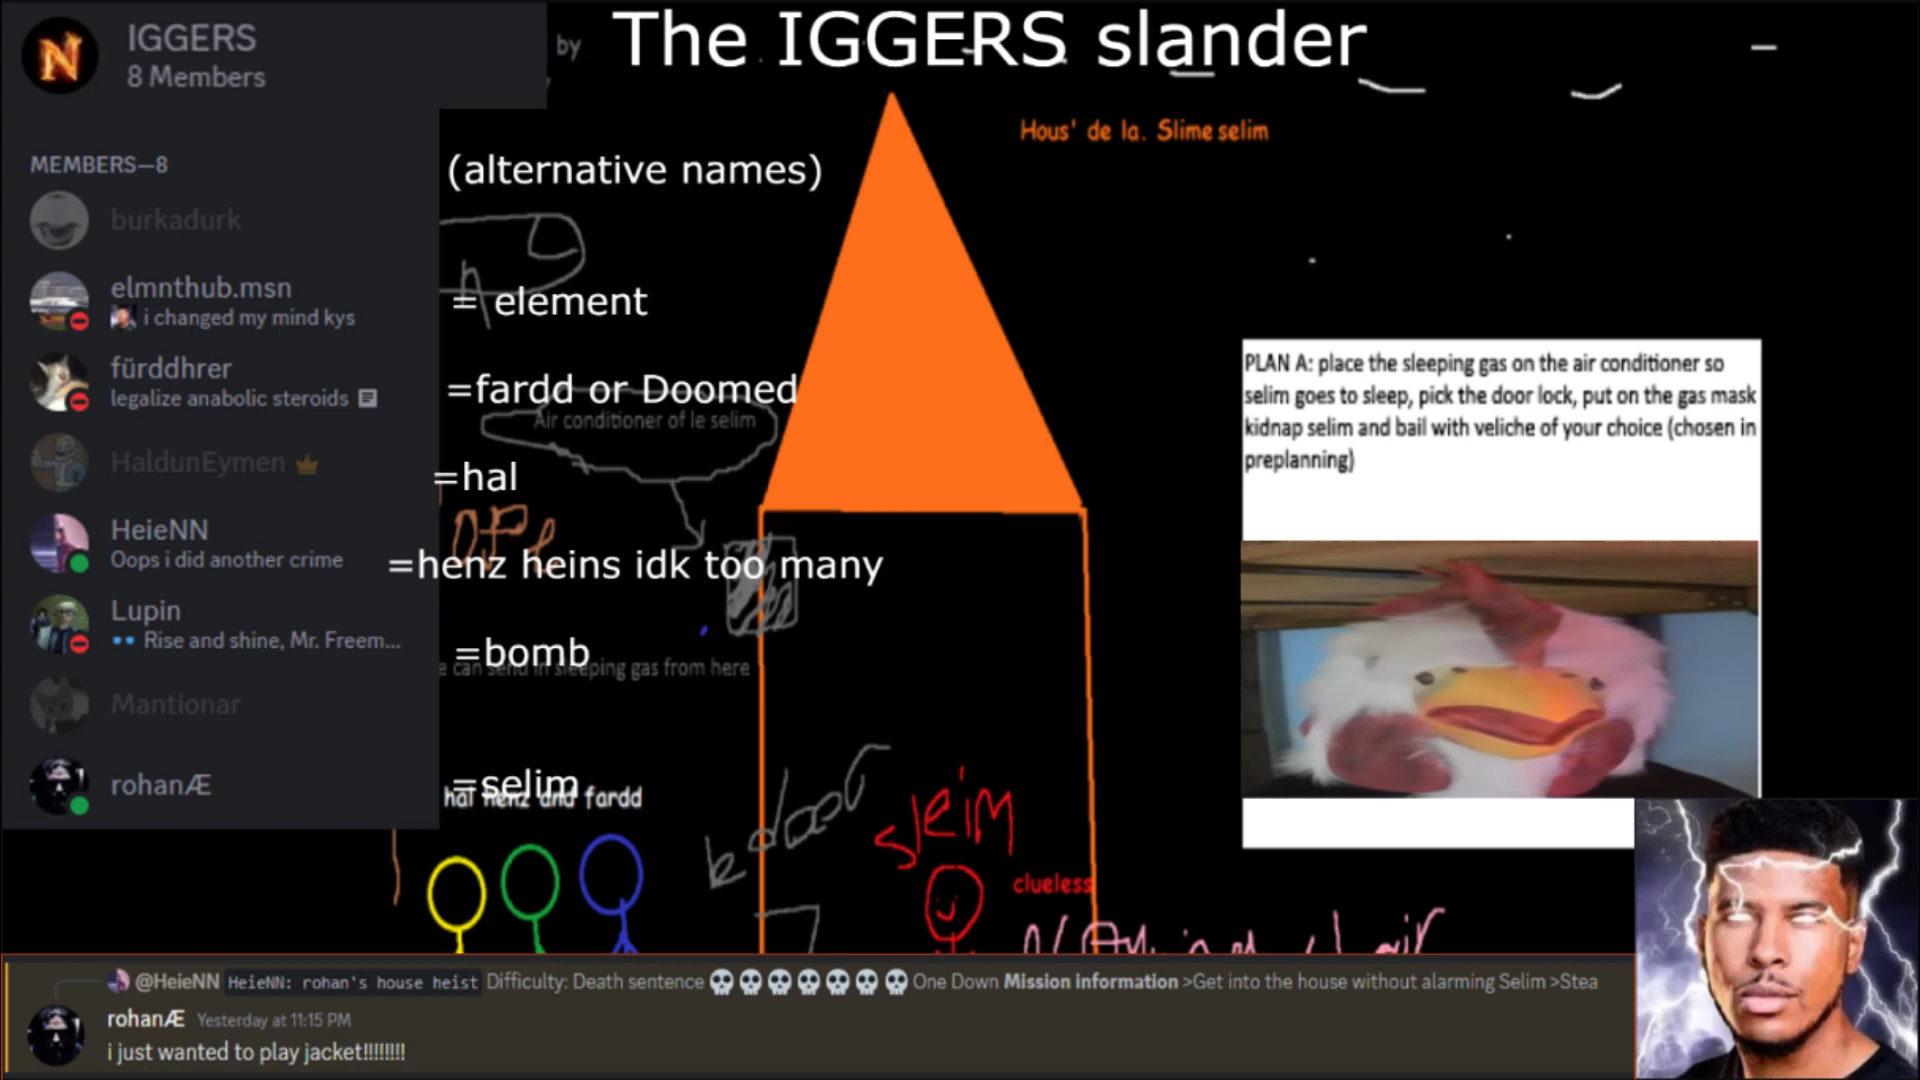 IGGERS
8 Members
by
The IGGERS slander
Hous' de la. Slime selim
MEMBERS—8
(alternative names)
burkadurk
elmnthub.msn
i changed my mind kys
= element
fürddhrer
legalize anabolic steroids
=fardd or Doomed
Air conditioner of le selim
PLAN A: place the sleeping gas on the air conditioner so
selim goes to sleep, pick the door lock, put on the gas mask
kidnap selim and bail with veliche of your choice (chosen in
preplanning)
HaldunEymen
=hal
HeieNN
Oops i did another crime
=henz heins idk too many
Lupin
Rise and shine, Mr. Freem...
=bomb
e can send in sleeping gas from here
Mantionar
rohanÆ
=selim
hal henz and fardd
door
selim
clueless
@HeieNN HeieNN: rohan's house heist Difficulty: Death sentence 💀💀💀💀💀💀💀 One Down Mission information >Get into the house without alarming Selim >Stea
rohanÆ Yesterday at 11:15 PM
i just wanted to play jacket!!!!!!!!